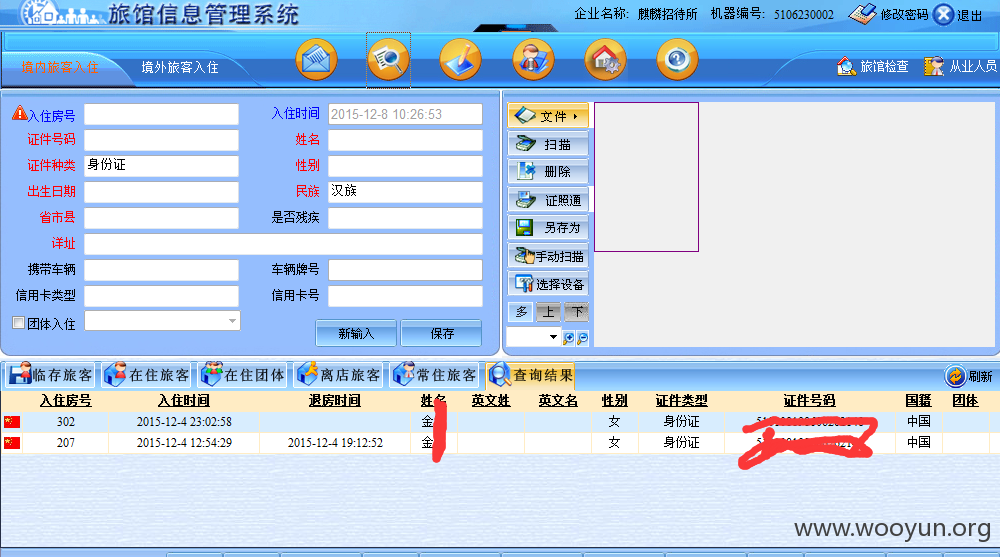 旅馆信息管理系统 企业名称: 麒麟招待所 机器编号: 5106230002 修改密码 退出
境内旅客入住 境外旅客入住 旅馆检查 从业人员
入住房号 入住时间 2015-12-8 10:26:53
证件号码 姓名
证件种类 身份证 性别
出生日期 民族 汉族
省市县 是否残疾
详址
携带车辆 车辆牌号
信用卡类型 信用卡号
团体入住
新输入 保存
文件
扫描
删除
证照通
另存为
手动扫描
选择设备
多 上 下
临存旅客 在住旅客 在住团体 离店旅客 常住旅客 查询结果 刷新
入住房号 入住时间 退房时间 姓名 英文姓 英文名 性别 证件类型 证件号码 国籍 团体
302 2015-12-4 23:02:58 金 女 身份证 中国
207 2015-12-4 12:54:29 2015-12-4 19:12:52 金 女 身份证 中国
www.wooyun.org